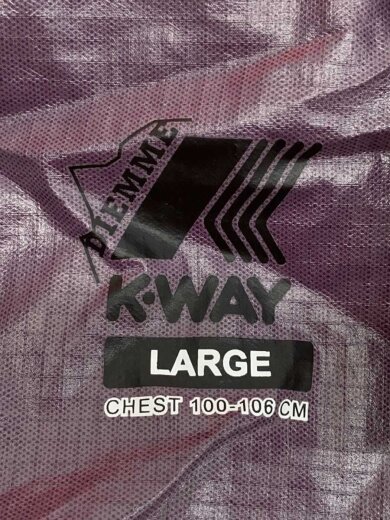 DIEMME
K·WAY
LARGE
CHEST 100-106 CM